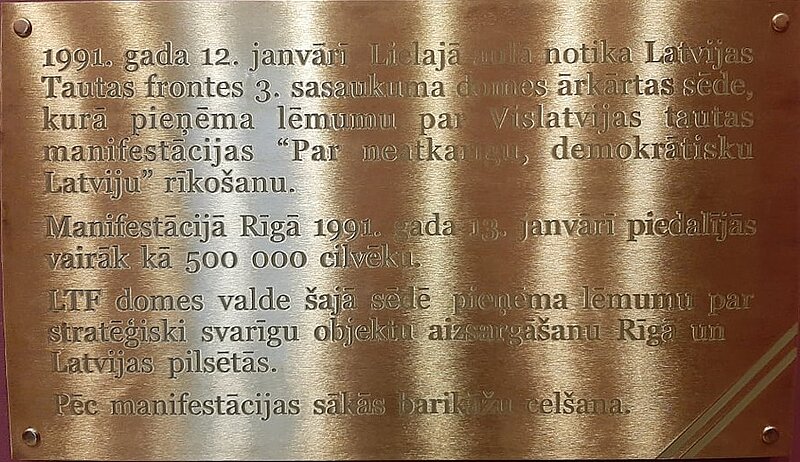 1991. gada 12. janvārī Lielajā aulā notika Latvijas
Tautas frontes 3. sasaukuma domes ārkārtas sēde,
kurā pieņēma lēmumu par Vislatvijas tautas
manifestācijas “Par neatkarīgu, demokrātisku
Latviju” rīkošanu.
Manifestācijā Rīgā 1991. gada 13. janvārī piedalījās
vairāk kā 500 000 cilvēku.
LTF domes valde šajā sēdē pieņēma lēmumu par
stratēģiski svarīgu objektu aizsargāšanu Rīgā un
Latvijas pilsētās.
Pēc manifestācijas sākās barikāžu celšana.